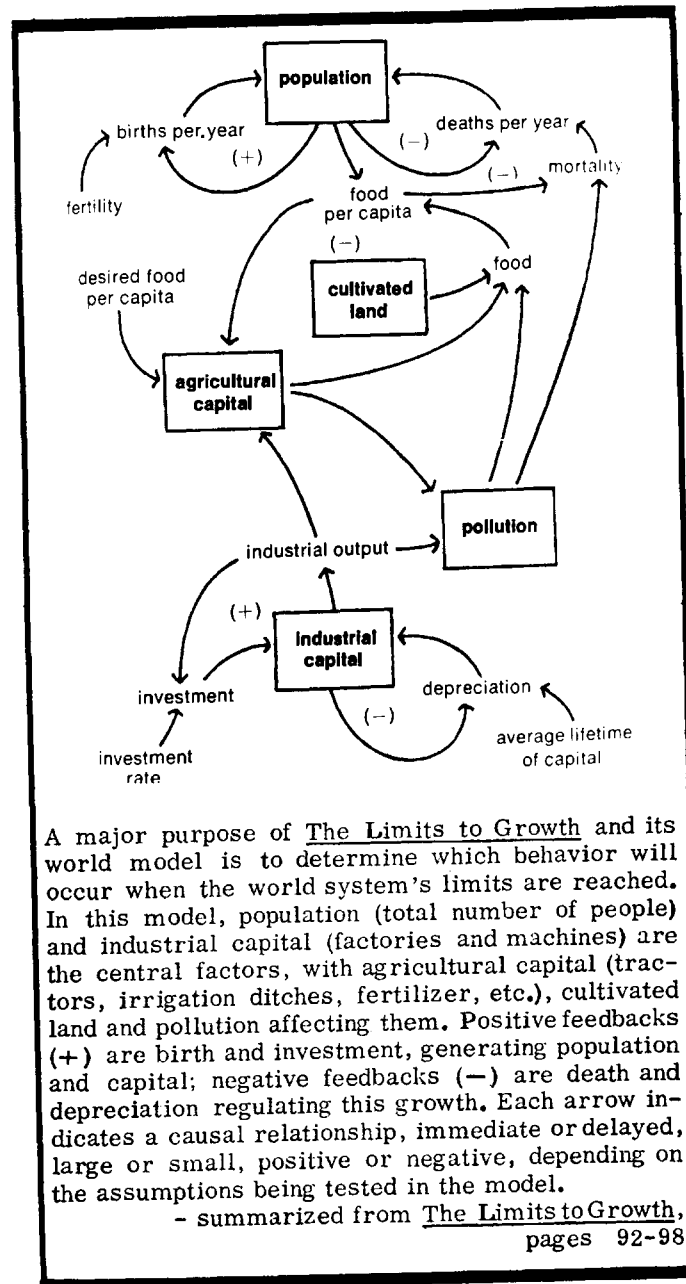 population
births per year
deaths per year
(+)
(−)
mortality
(−)
fertility
food
per capita
(−)
food
desired food
per capita
cultivated
land
agricultural
capital
pollution
industrial output
(+)
industrial
capital
investment
depreciation
(−)
investment
rate
average lifetime
of capital
A major purpose of The Limits to Growth and its
world model is to determine which behavior will
occur when the world system's limits are reached.
In this model, population (total number of people)
and industrial capital (factories and machines) are
the central factors, with agricultural capital (trac-
tors, irrigation ditches, fertilizer, etc.), cultivated
land and pollution affecting them. Positive feedbacks
(+) are birth and investment, generating population
and capital; negative feedbacks (−) are death and
depreciation regulating this growth. Each arrow in-
dicates a causal relationship, immediate or delayed,
large or small, positive or negative, depending on
the assumptions being tested in the model.
- summarized from The Limits to Growth,
pages 92-98